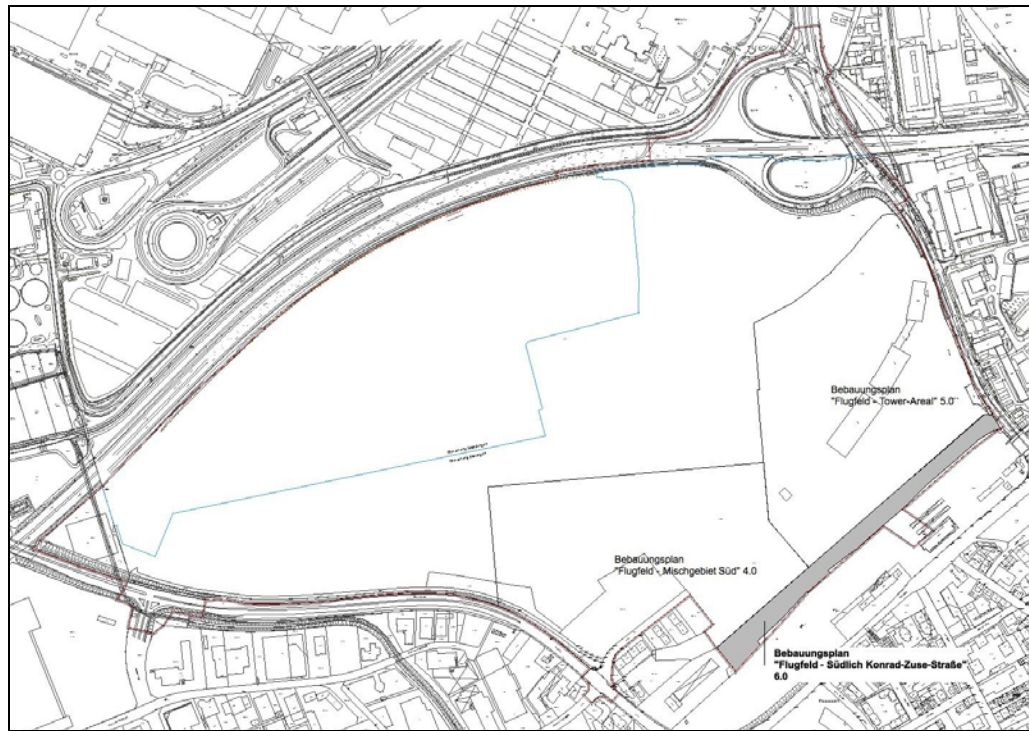 Bebauungsplan
"Flugfeld - Tower-Areal" 5.0
Bebauungsplan
"Flugfeld - Mischgebiet Süd" 4.0
Bebauungsplan
"Flugfeld - Südlich Konrad-Zuse-Straße"
6.0